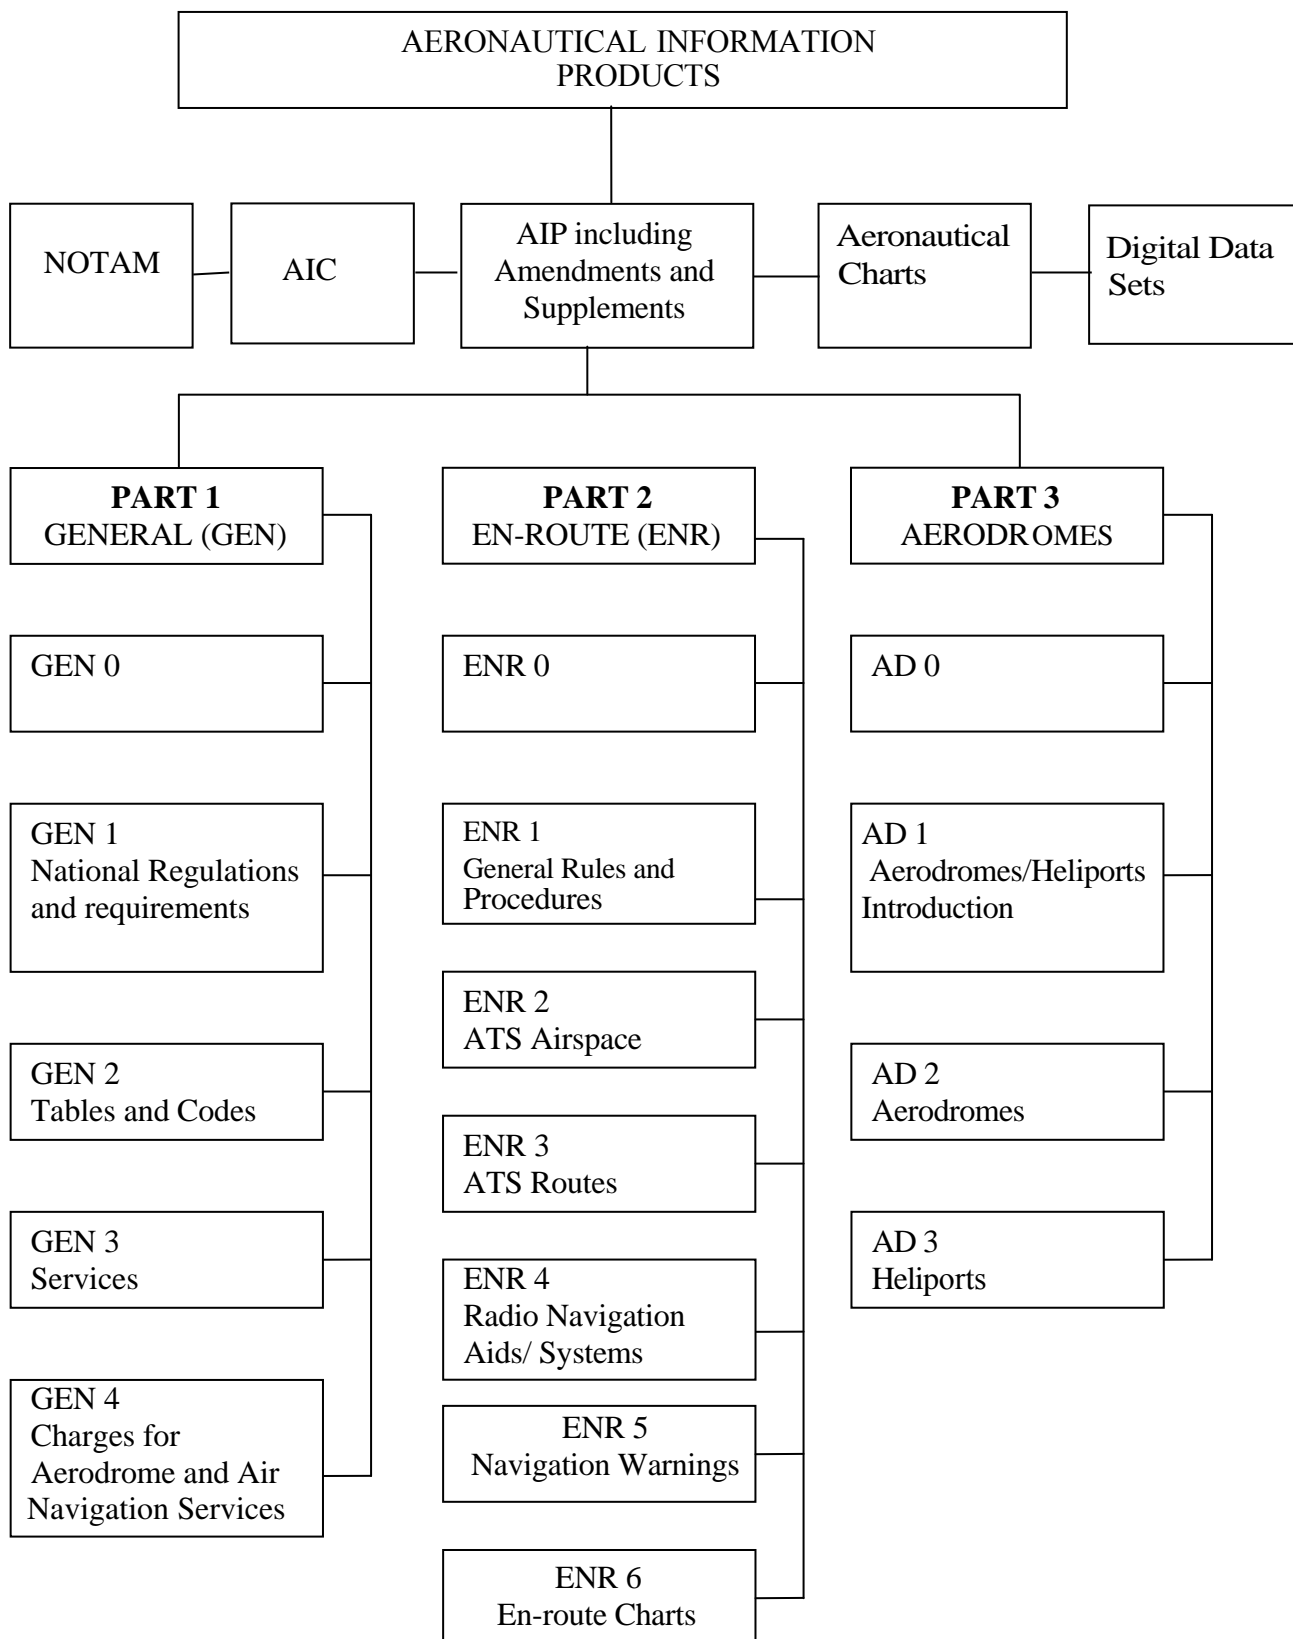 AERONAUTICAL INFORMATION
PRODUCTS
NOTAM
AIC
AIP including
Amendments and
Supplements
Aeronautical
Charts
Digital Data
Sets
PART 1
GENERAL (GEN)
GEN 0
GEN 1
National Regulations
and requirements
GEN 2
Tables and Codes
GEN 3
Services
GEN 4
Charges for
Aerodrome and Air
Navigation Services
PART 2
EN-ROUTE (ENR)
ENR 0
ENR 1
General Rules and
Procedures
ENR 2
ATS Airspace
ENR 3
ATS Routes
ENR 4
Radio Navigation
Aids/ Systems
ENR 5
Navigation Warnings
ENR 6
En-route Charts
PART 3
AERODROMES
AD 0
AD 1
Aerodromes/Heliports
Introduction
AD 2
Aerodromes
AD 3
Heliports